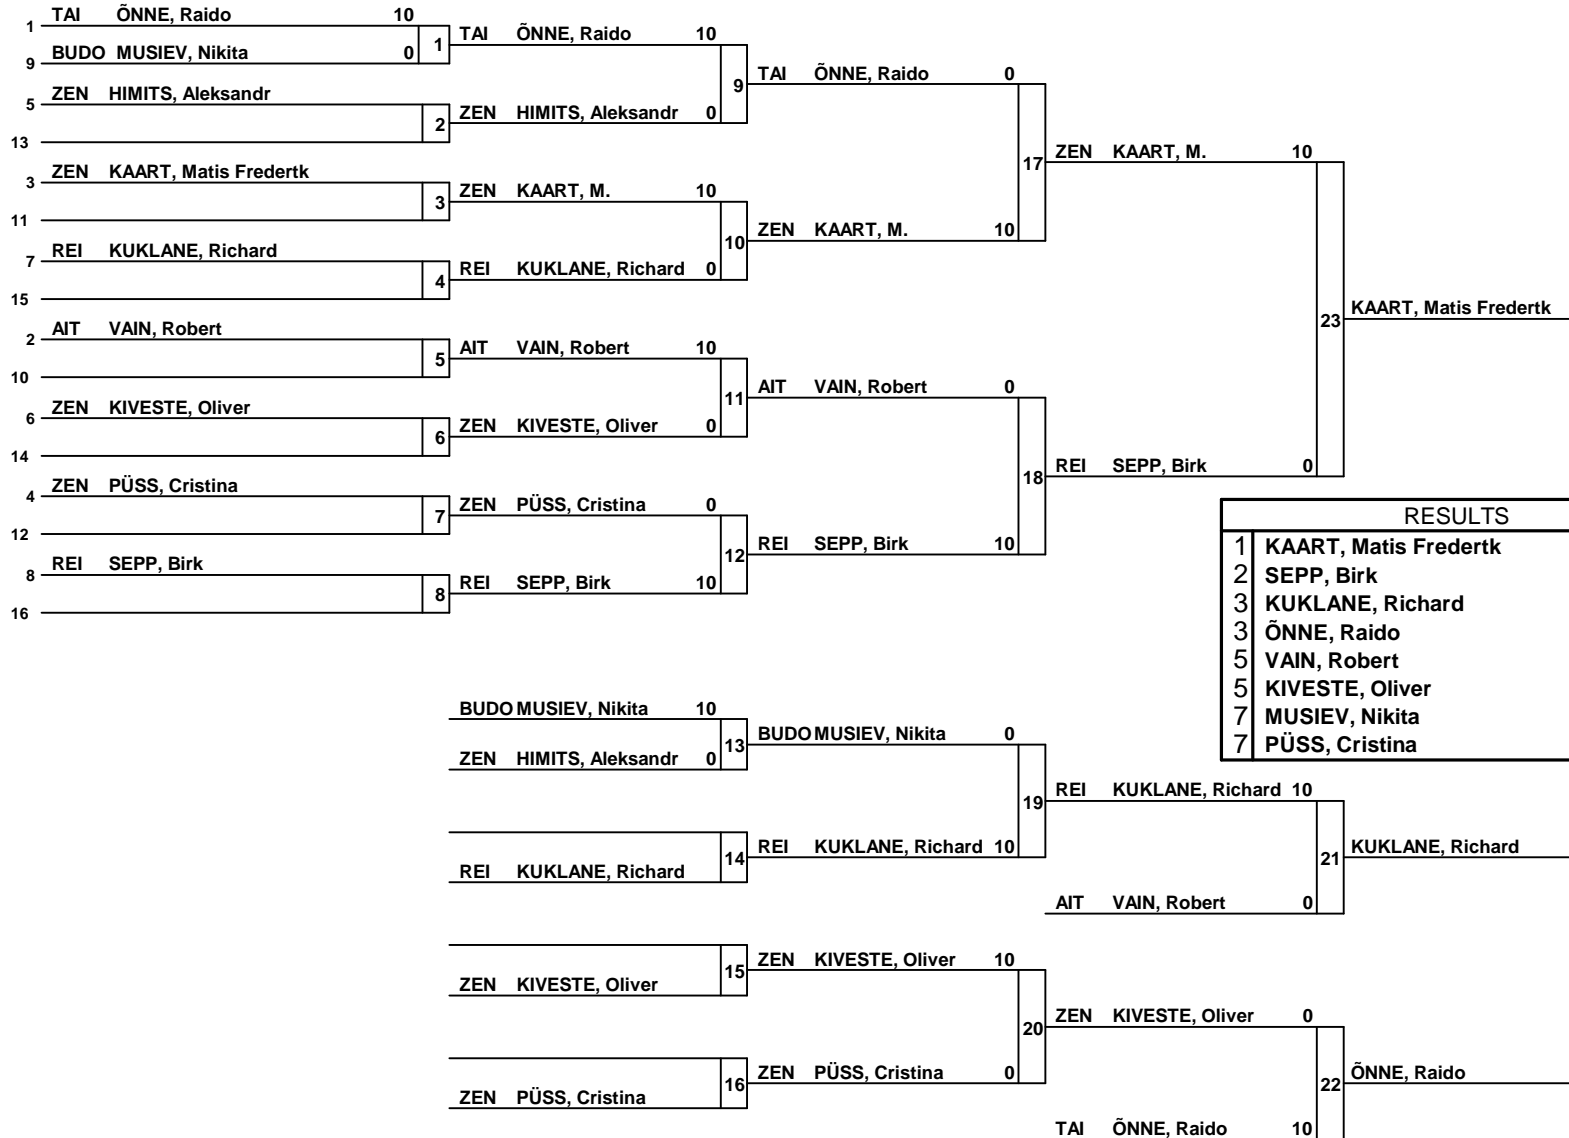 1 TAI ÕNNE, Raido 10
9 BUDO MUSIEV, Nikita 0
1
5 ZEN HIMITS, Aleksandr
13
2
3 ZEN KAART, Matis Fredertk
11
3
7 REI KUKLANE, Richard
15
4
2 AIT VAIN, Robert
10
5
6 ZEN KIVESTE, Oliver
14
6
4 ZEN PÜSS, Cristina
12
7
8 REI SEPP, Birk
16
8
TAI ÕNNE, Raido 10
ZEN HIMITS, Aleksandr 0
9
ZEN KAART, M. 10
REI KUKLANE, Richard 0
10
AIT VAIN, Robert 10
ZEN KIVESTE, Oliver 0
11
ZEN PÜSS, Cristina 0
REI SEPP, Birk 10
12
TAI ÕNNE, Raido 0
ZEN KAART, M. 10
17
AIT VAIN, Robert 0
REI SEPP, Birk 10
18
ZEN KAART, M. 10
REI SEPP, Birk 0
23
KAART, Matis Fredertk
RESULTS
1 KAART, Matis Fredertk
2 SEPP, Birk
3 KUKLANE, Richard
3 ÕNNE, Raido
5 VAIN, Robert
5 KIVESTE, Oliver
7 MUSIEV, Nikita
7 PÜSS, Cristina
BUDO MUSIEV, Nikita 10
ZEN HIMITS, Aleksandr 0
13
REI KUKLANE, Richard
14
ZEN KIVESTE, Oliver
15
ZEN PÜSS, Cristina
16
BUDO MUSIEV, Nikita 0
REI KUKLANE, Richard 10
19
ZEN KIVESTE, Oliver 10
ZEN PÜSS, Cristina 0
20
REI KUKLANE, Richard 10
AIT VAIN, Robert 0
21
KUKLANE, Richard
ZEN KIVESTE, Oliver 0
TAI ÕNNE, Raido 10
22
ÕNNE, Raido